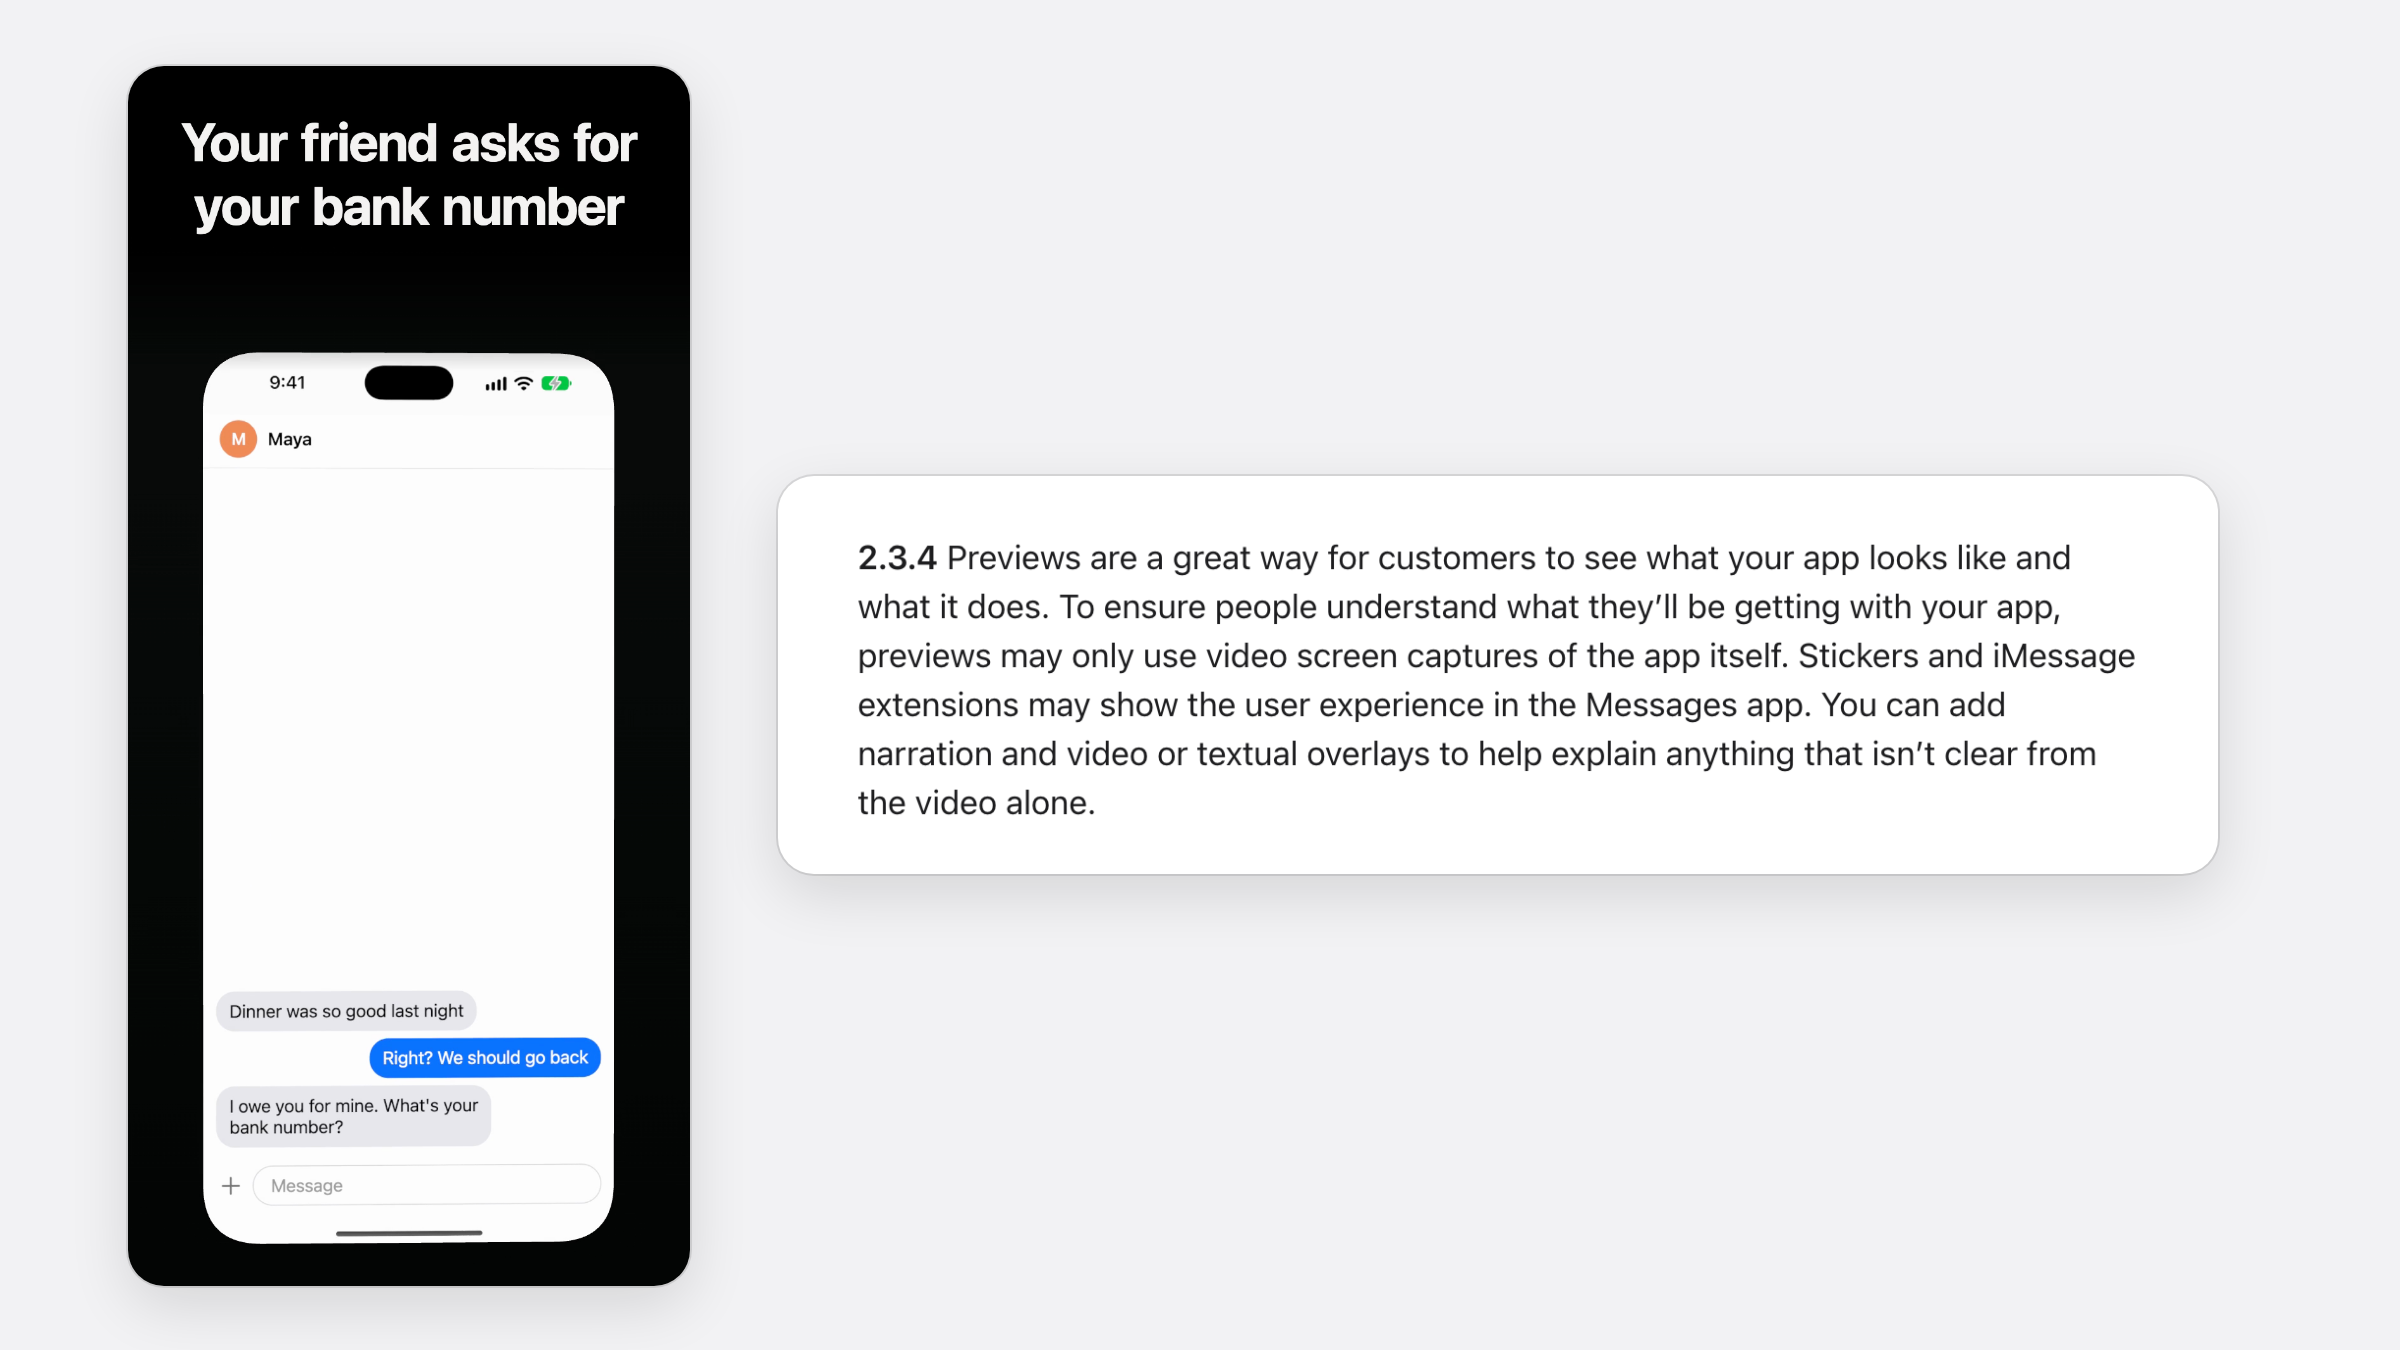 Your friend asks for
your bank number
9:41
M Maya
Dinner was so good last night
Right? We should go back
I owe you for mine. What's your
bank number?
Message
2.3.4 Previews are a great way for customers to see what your app looks like and
what it does. To ensure people understand what they’ll be getting with your app,
previews may only use video screen captures of the app itself. Stickers and iMessage
extensions may show the user experience in the Messages app. You can add
narration and video or textual overlays to help explain anything that isn’t clear from
the video alone.